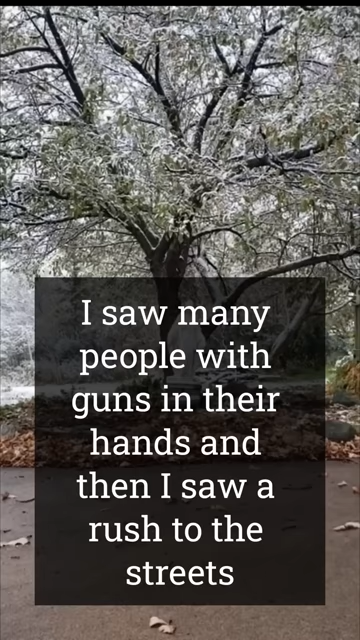 I saw many
people with
guns in their
hands and
then I saw a
rush to the
streets